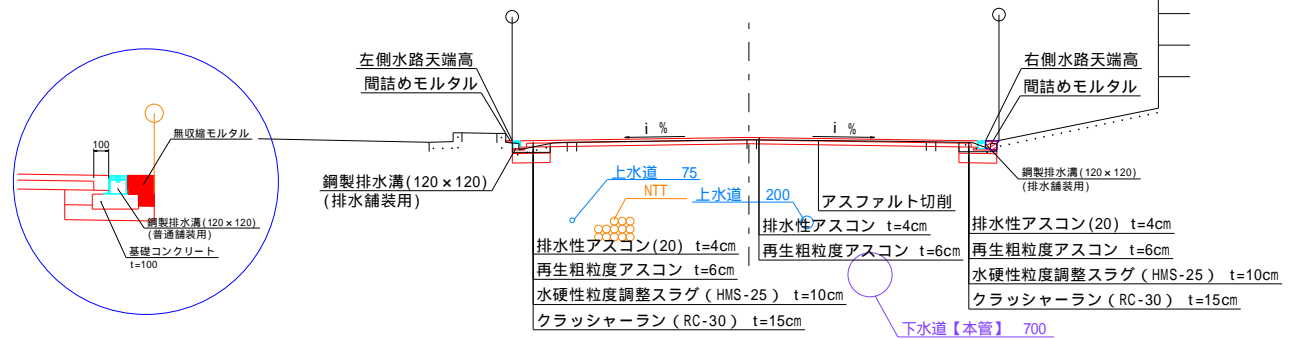 左側水路天端高
間詰めモルタル
右側水路天端高
間詰めモルタル
無収縮モルタル
100
i %
i %
鋼製排水溝(120×120)
(排水舗装用)
鋼製排水溝(120×120)
(排水舗装用)
上水道 75
NTT
上水道 200
アスファルト切削
鋼製排水溝(120×120)
(普通舗装用)
基礎コンクリート
t=100
排水性アスコン(20) t=4cm
再生粗粒度アスコン t=6cm
水硬性粒度調整スラグ(HMS-25) t=10cm
クラッシャーラン(RC-30) t=15cm
排水性アスコン t=4cm
再生粗粒度アスコン t=6cm
排水性アスコン(20) t=4cm
再生粗粒度アスコン t=6cm
水硬性粒度調整スラグ(HMS-25) t=10cm
クラッシャーラン(RC-30) t=15cm
下水道【本管】 700